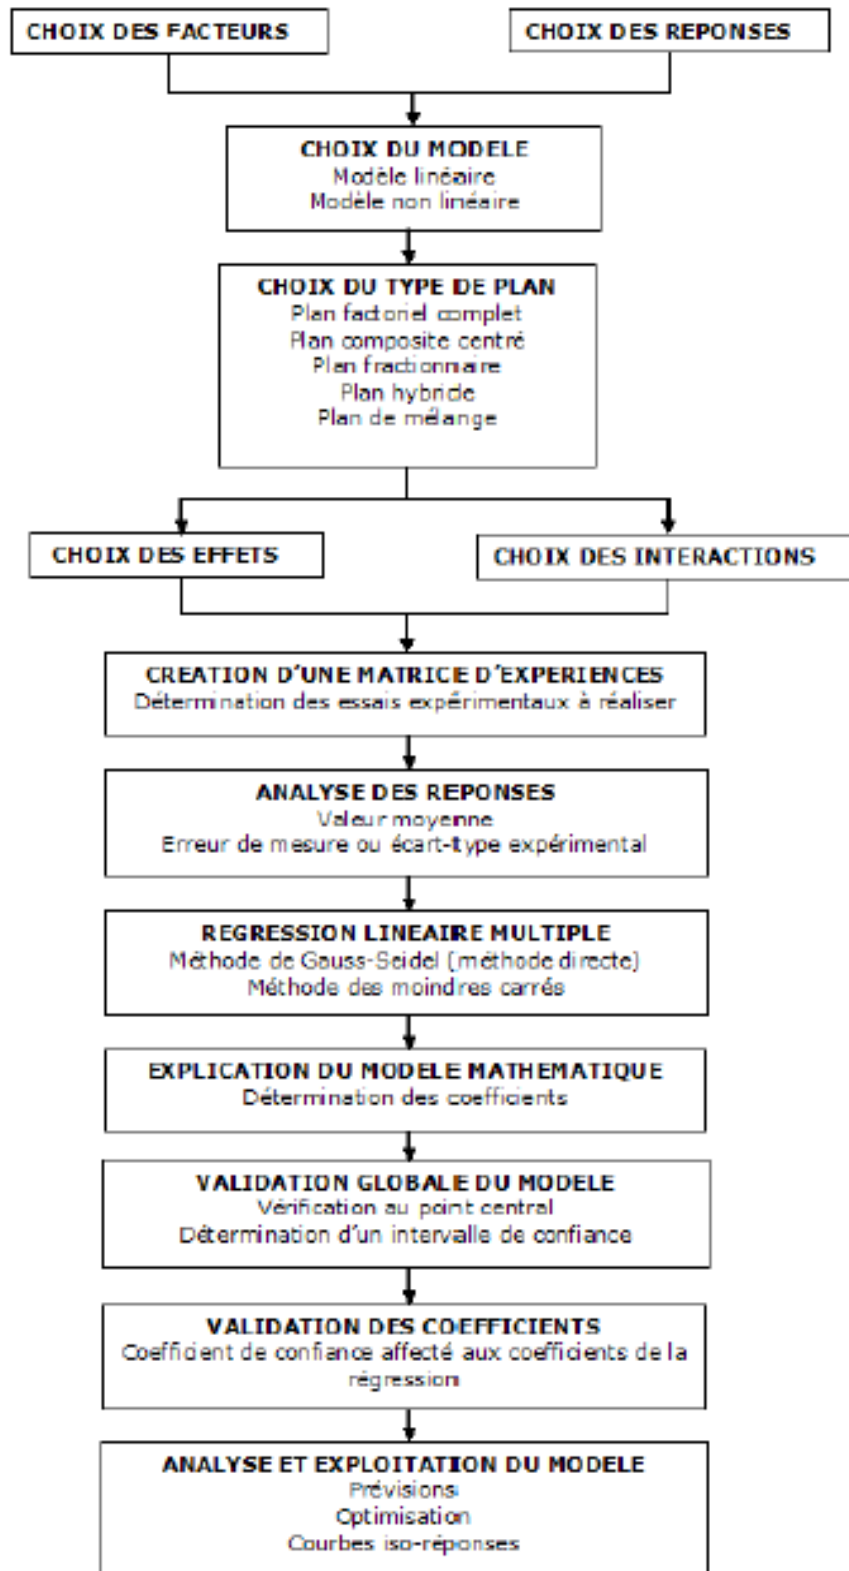 CHOIX DES FACTEURS
CHOIX DES REPONSES
CHOIX DU MODELE
Modèle linéaire
Modèle non linéaire
CHOIX DU TYPE DE PLAN
Plan factoriel complet
Plan composite centré
Plan fractionnaire
Plan hybride
Plan de mélange
CHOIX DES EFFETS
CHOIX DES INTERACTIONS
CREATION D'UNE MATRICE D'EXPERIENCES
Détermination des essais expérimentaux à réaliser
ANALYSE DES REPONSES
Valeur moyenne
Erreur de mesure ou écart-type expérimental
REGRESSION LINEAIRE MULTIPLE
Méthode de Gauss-Seidel (méthode directe)
Méthode des moindres carrés
EXPLICATION DU MODELE MATHEMATIQUE
Détermination des coefficients
VALIDATION GLOBALE DU MODELE
Vérification au point central
Détermination d'un intervalle de confiance
VALIDATION DES COEFFICIENTS
Coefficient de confiance affecté aux coefficients de la
régression
ANALYSE ET EXPLOITATION DU MODELE
Prévisions
Optimisation
Courbes iso-réponses